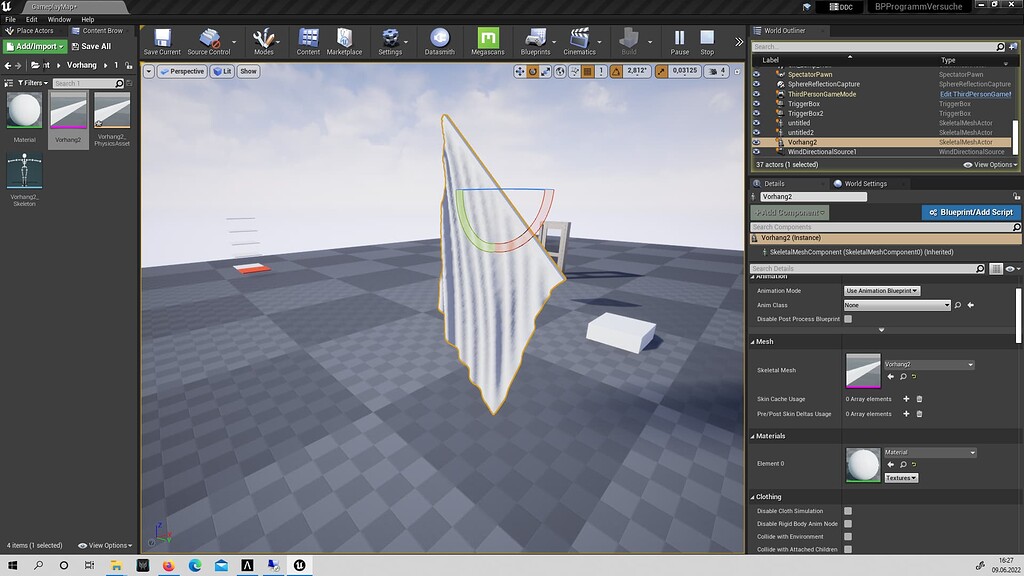 GameplayMap*
DDC
BPProgrammVersuche
File Edit Window Help
Place Actors Content Brow
Add/Import Save All
Save Current Source Control Modes Content Marketplace Settings Datasmith Megascans Blueprints Cinematics Build Pause Stop
Vorhang 1
Filters Search 1
Material
Vorhang2
Vorhang2_
PhysicsAsset
Vorhang2_
Skeleton
4 items (1 selected) View Options
Perspective Lit Show
1 2,812° 0,03125 4
World Outliner
Search...
Label Type
SpectatorPawn SpectatorPawn
SphereReflectionCapture SphereReflectionCapture
ThirdPersonGameMode Edit ThirdPersonGameM
TriggerBox TriggerBox
TriggerBox2 TriggerBox
untitled SkeletalMeshActor
untitled2 SkeletalMeshActor
Vorhang2 SkeletalMeshActor
WindDirectionalSource1 WindDirectionalSource
37 actors (1 selected) View Options
Details World Settings
Vorhang2
+Add Component Blueprint/Add Script
Search Components
Vorhang2 (Instance)
SkeletalMeshComponent (SkeletalMeshComponent0) (Inherited)
Search Details
Animation
Animation Mode Use Animation Blueprint
Anim Class None
Disable Post Process Blueprint
Mesh
Skeletal Mesh Vorhang2
Skin Cache Usage 0 Array elements
Pre/Post Skin Deltas Usage 0 Array elements
Materials
Element 0 Material
Textures
Clothing
Disable Cloth Simulation
Disable Rigid Body Anim Node
Collide with Environment
Collide with Attached Children
16:27
09.06.2022